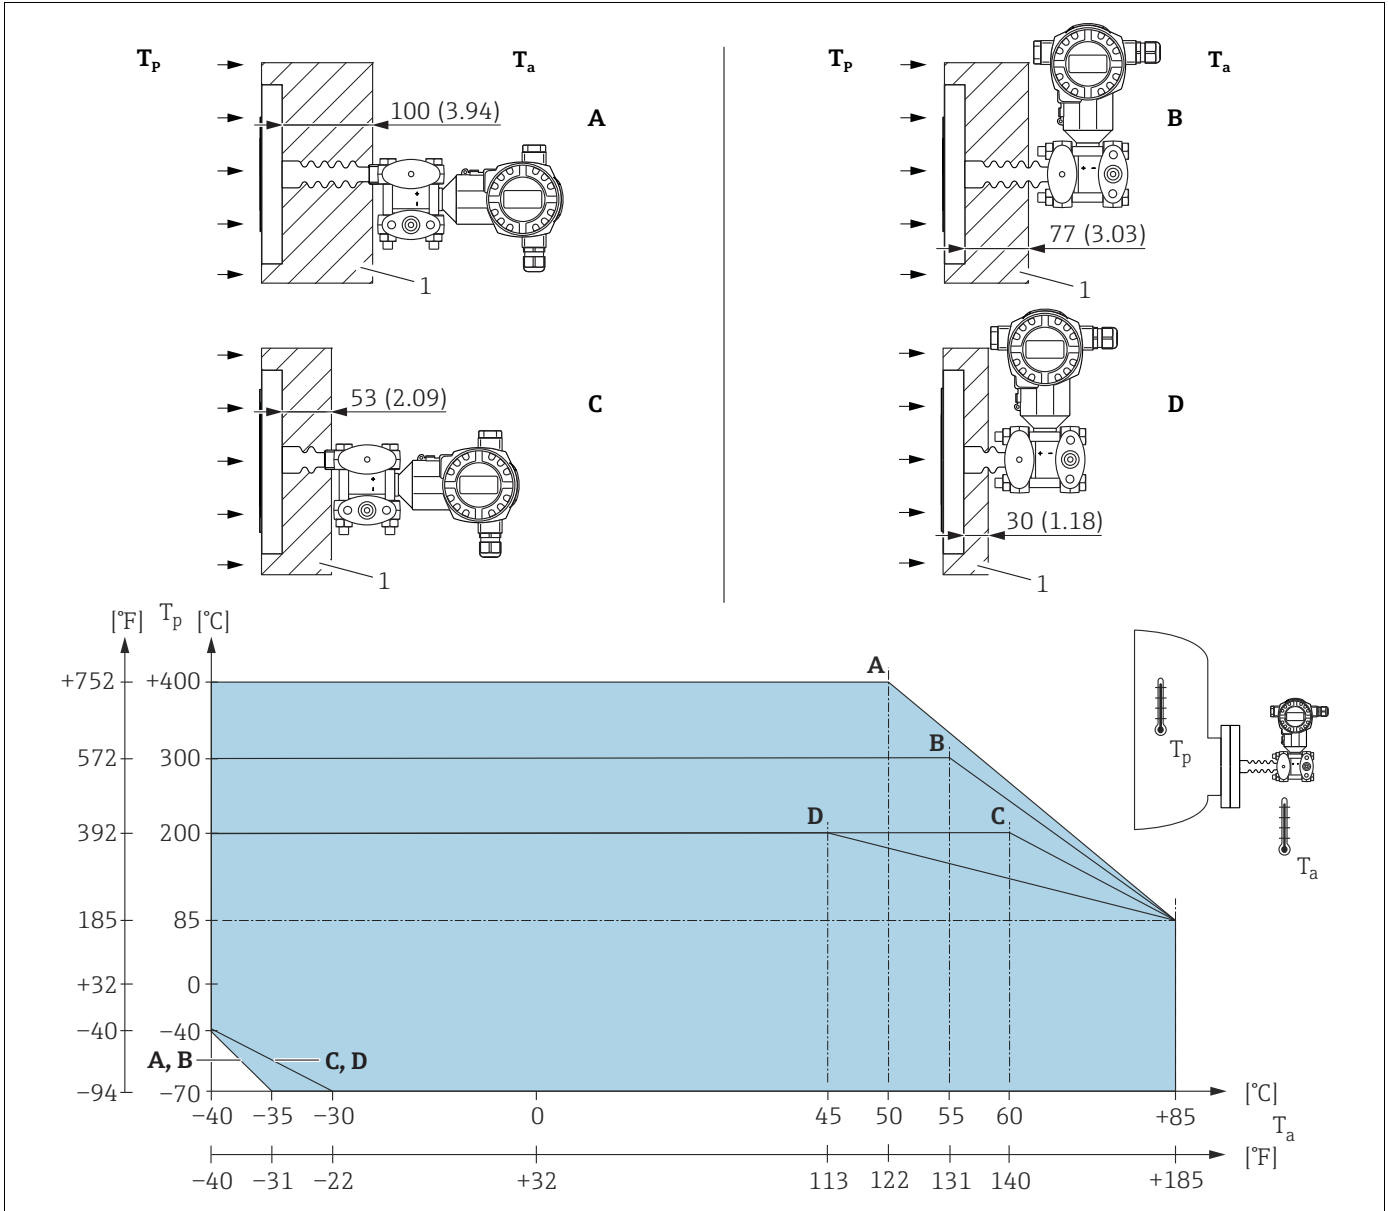 Tp Ta
100 (3.94)
A
1
Tp Ta
B
77 (3.03)
1
53 (2.09)
C
1
D
30 (1.18)
1
[°F] Tp [°C]
+752 +400
572 300
392 200
185 85
+32 0
−40 −40
−94 −70
A
B
D C
A, B C, D
−40 −35 −30 0 45 50 55 60 +85 [°C]
Ta
−40 −31 −22 +32 113 122 131 140 +185 [°F]
Tp
Ta